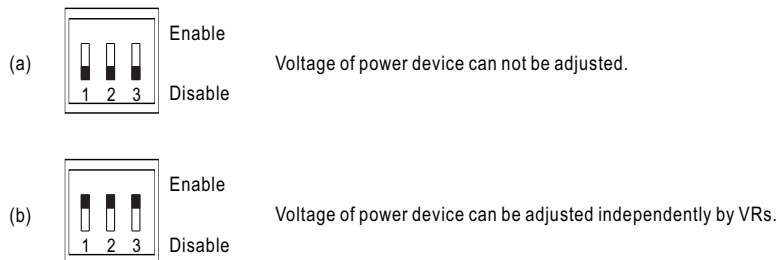 Enable
(a)
Voltage of power device can not be adjusted.
1 2 3
Disable
Enable
(b)
Voltage of power device can be adjusted independently by VRs.
1 2 3
Disable